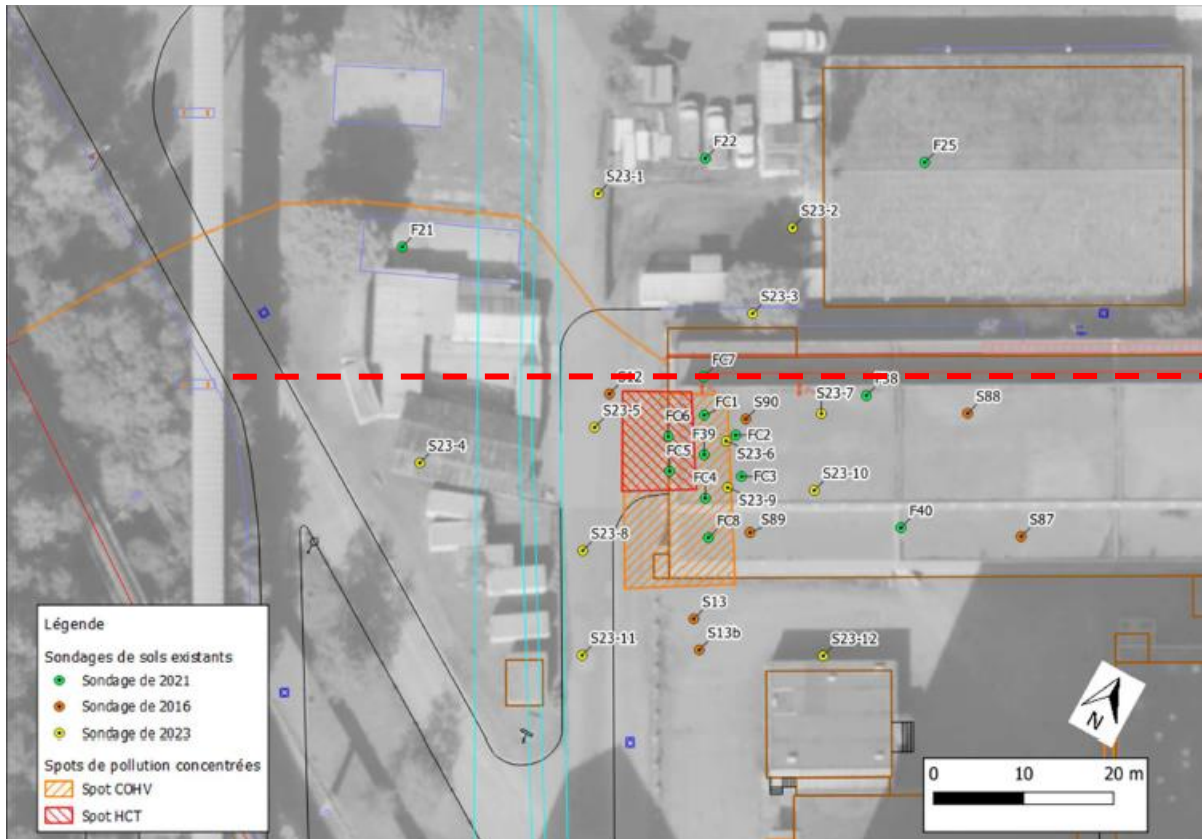 F22
F25
S23-1
S23-2
F21
S23-3
FC7
S12
F38
S23-7
S88
FC1
S90
S23-5
FC6
F39
FC2
S23-6
S23-4
FC5
FC3
S23-10
FC4
S23-9
FC8
S89
F40
S87
S23-8
S13
S13b
S23-11
S23-12
Légende
Sondages de sols existants
Sondage de 2021
Sondage de 2016
Sondage de 2023
Spots de pollution concentrées
Spot COHV
Spot HCT
N
0 10 20 m